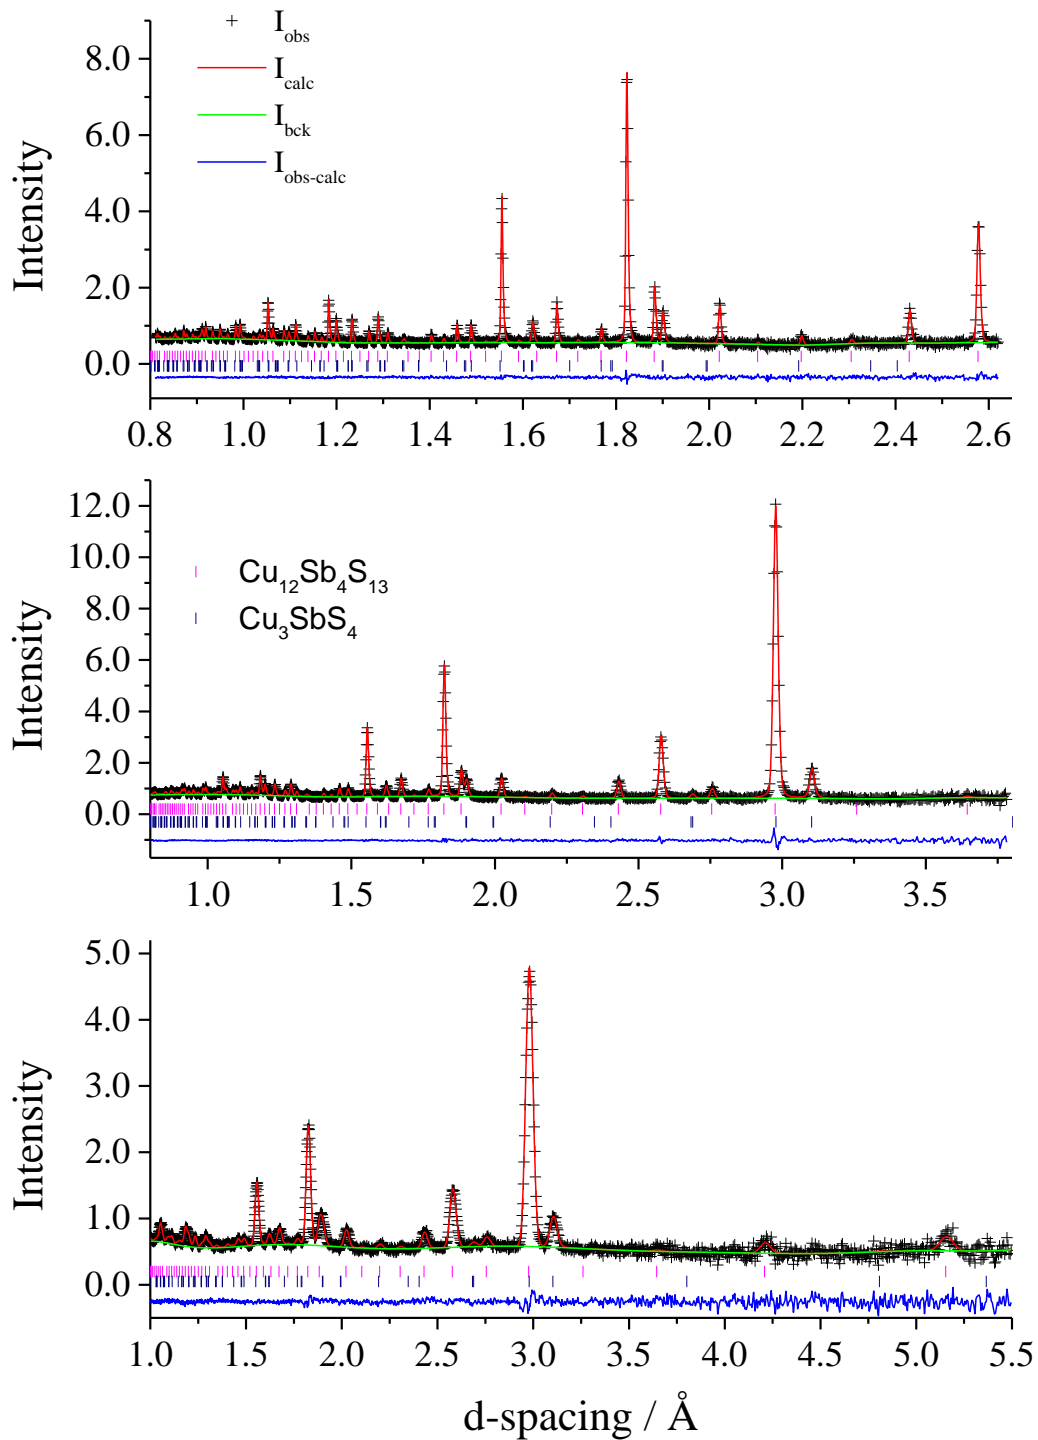 I_obs
I_calc
I_bck
I_obs-calc
Intensity
8.0
6.0
4.0
2.0
0.0
0.8 1.0 1.2 1.4 1.6 1.8 2.0 2.2 2.4 2.6
Cu₁₂Sb₄S₁₃
Cu₃SbS₄
Intensity
12.0
10.0
8.0
6.0
4.0
2.0
0.0
1.0 1.5 2.0 2.5 3.0 3.5
Intensity
5.0
4.0
3.0
2.0
1.0
0.0
1.0 1.5 2.0 2.5 3.0 3.5 4.0 4.5 5.0 5.5
d-spacing / Å